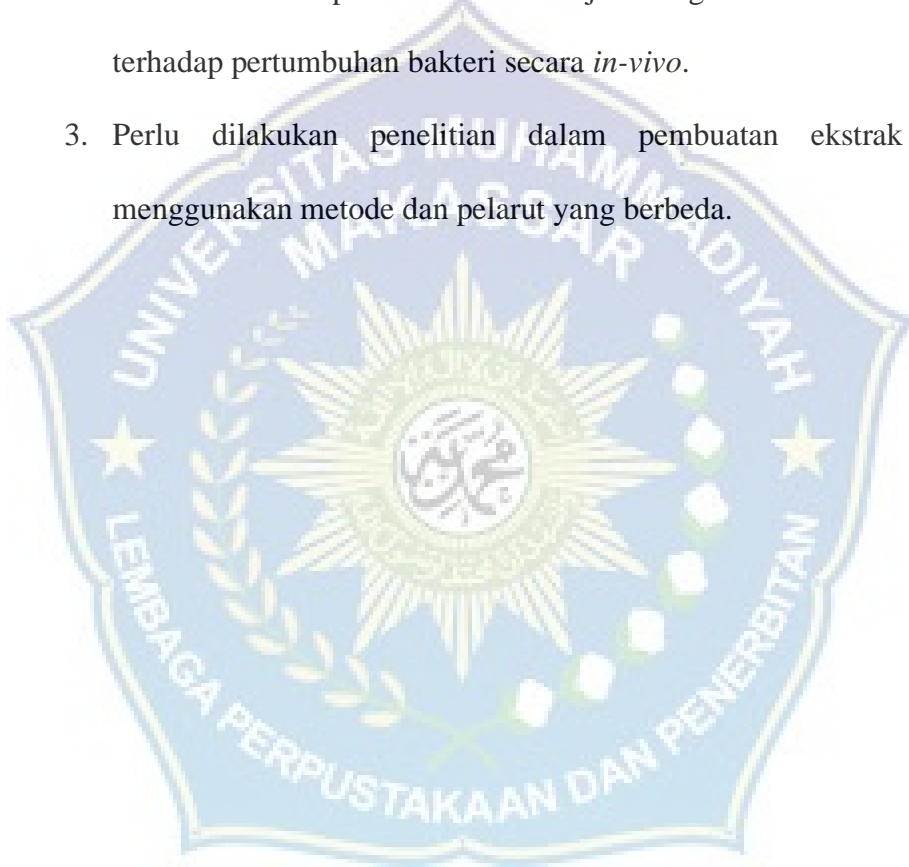 terhadap pertumbuhan bakteri secara in-vivo.
3. Perlu dilakukan penelitian dalam pembuatan ekstrak
menggunakan metode dan pelarut yang berbeda.
UNIVERSITAS MUHAMMADIYAH
MAKASSAR
محمد
LEMBAGA PERPUSTAKAAN DAN PENERBITAN